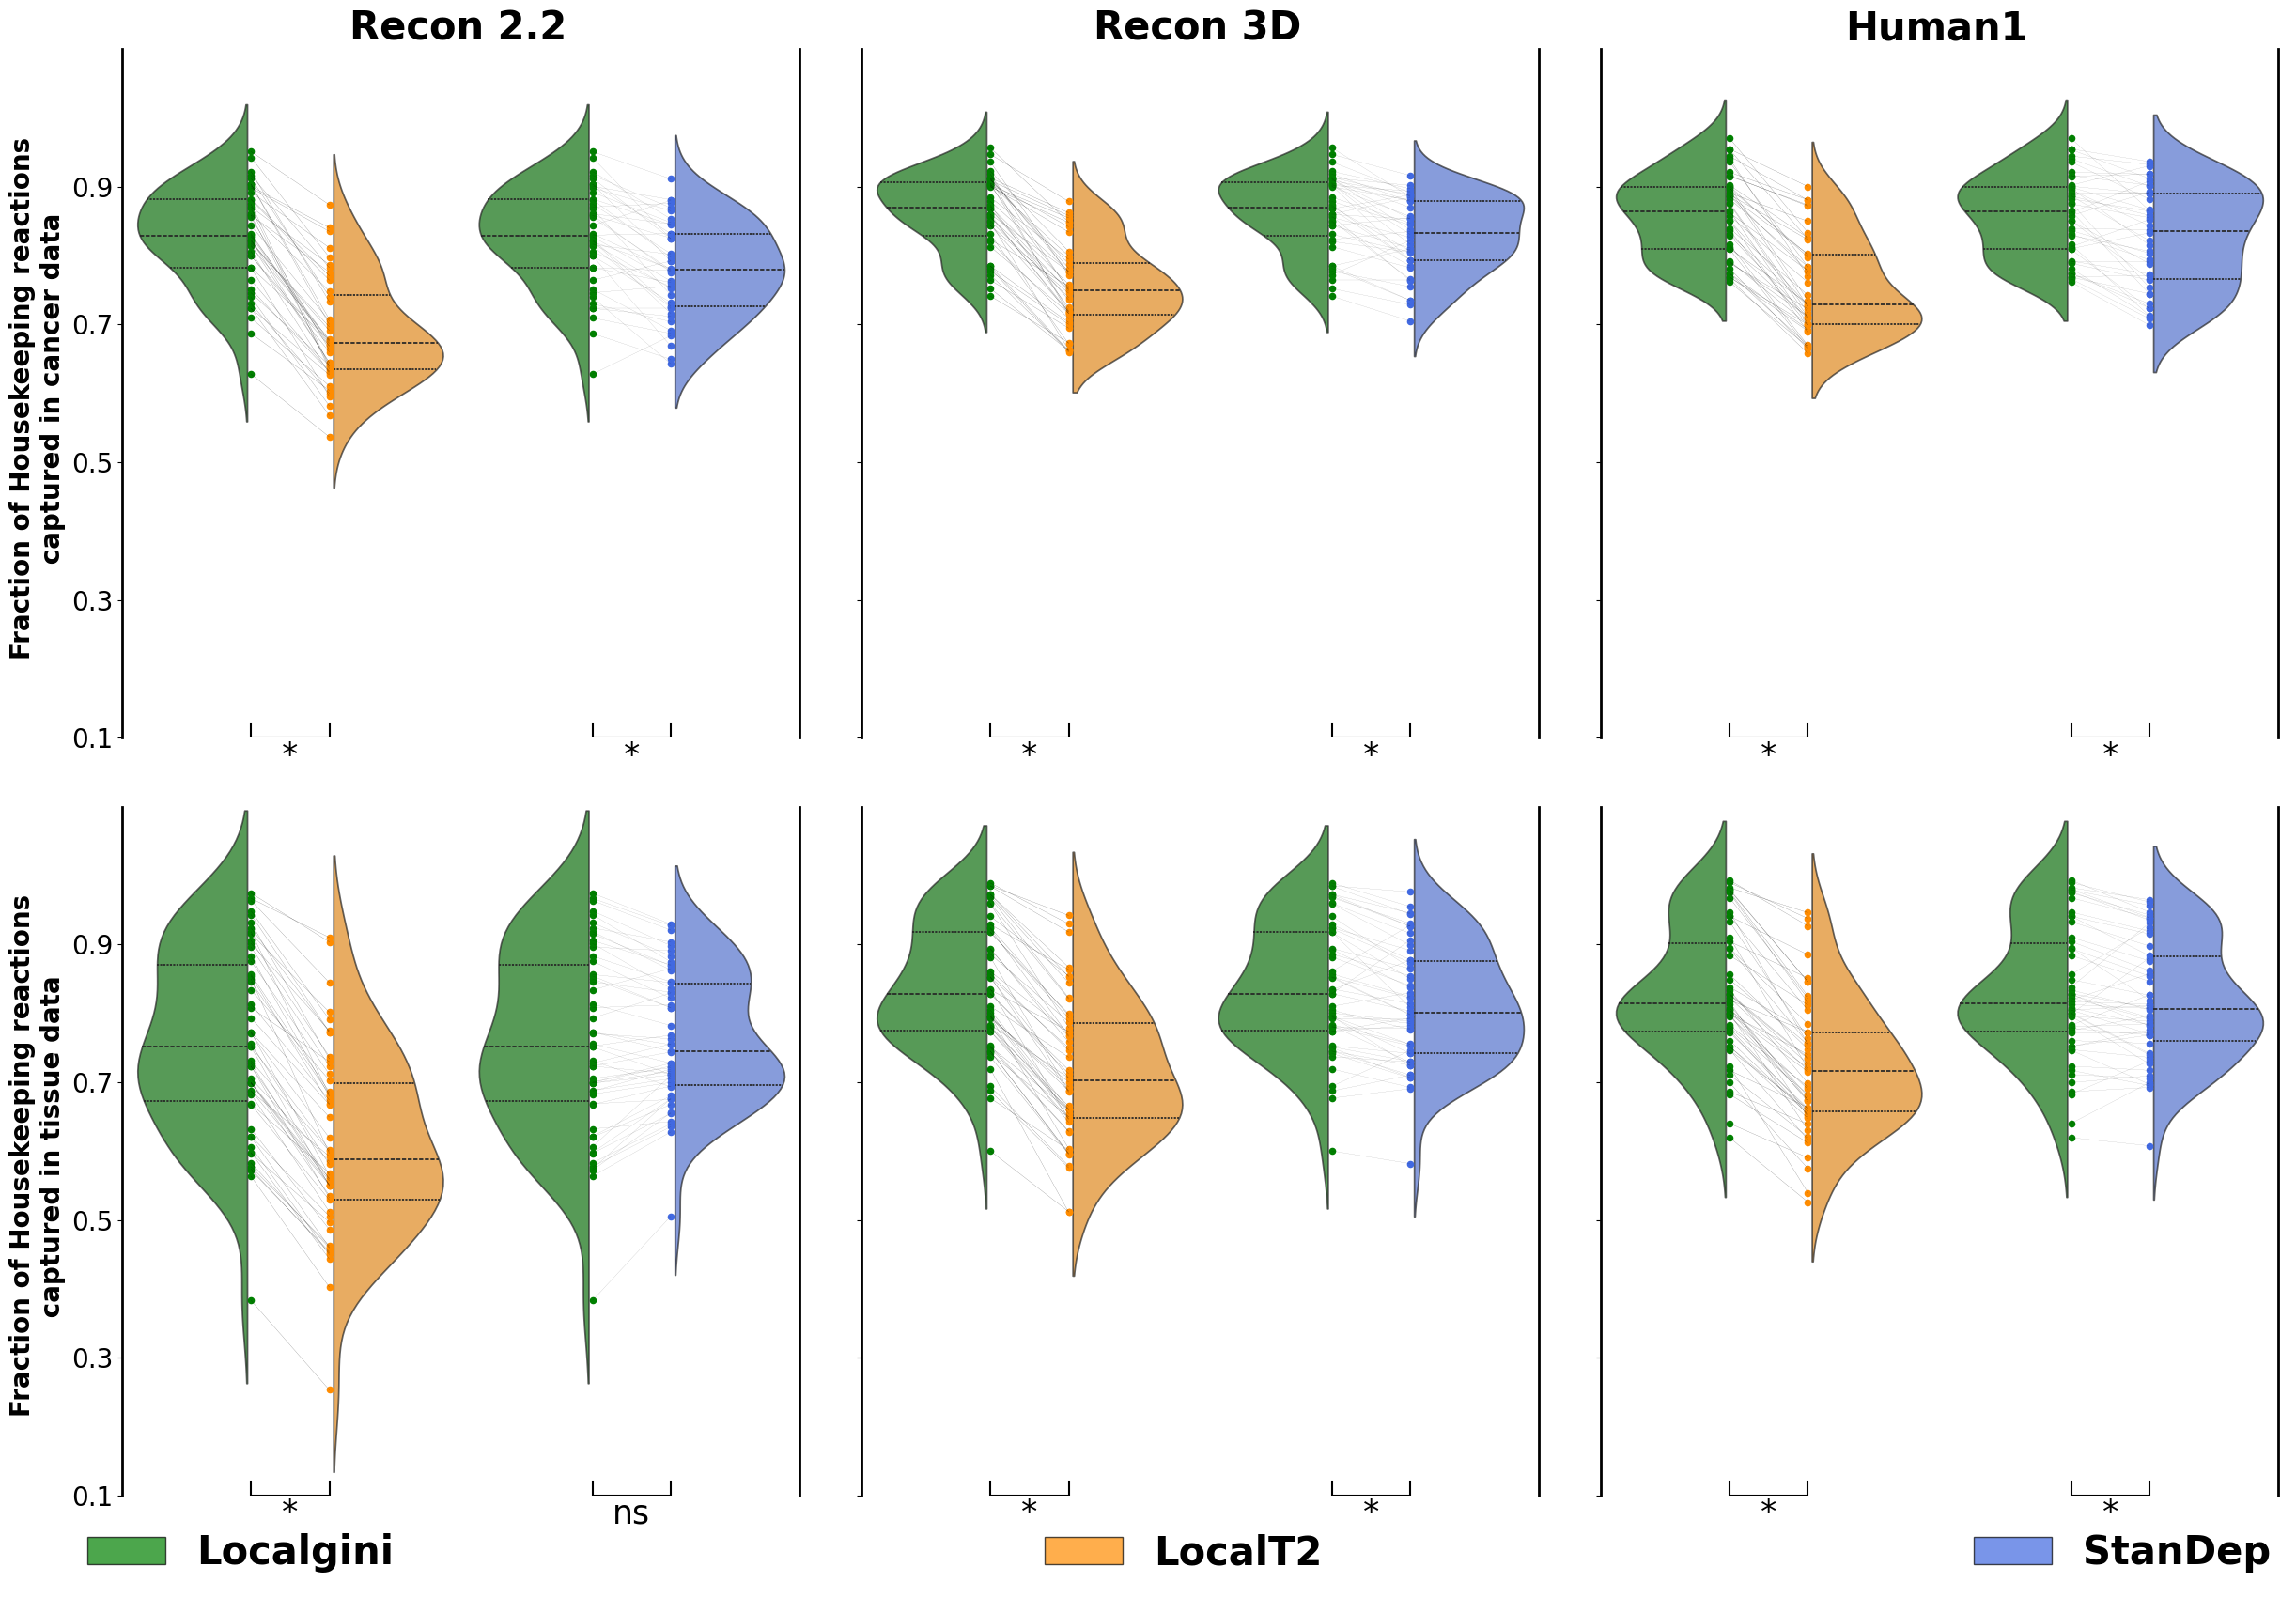 Recon 2.2
Recon 3D
Human1
Fraction of Housekeeping reactions
captured in cancer data
0.9
0.7
0.5
0.3
0.1
* * * * * *
Fraction of Housekeeping reactions
captured in tissue data
0.9
0.7
0.5
0.3
0.1
* ns * * * *
Localgini
LocalT2
StanDep